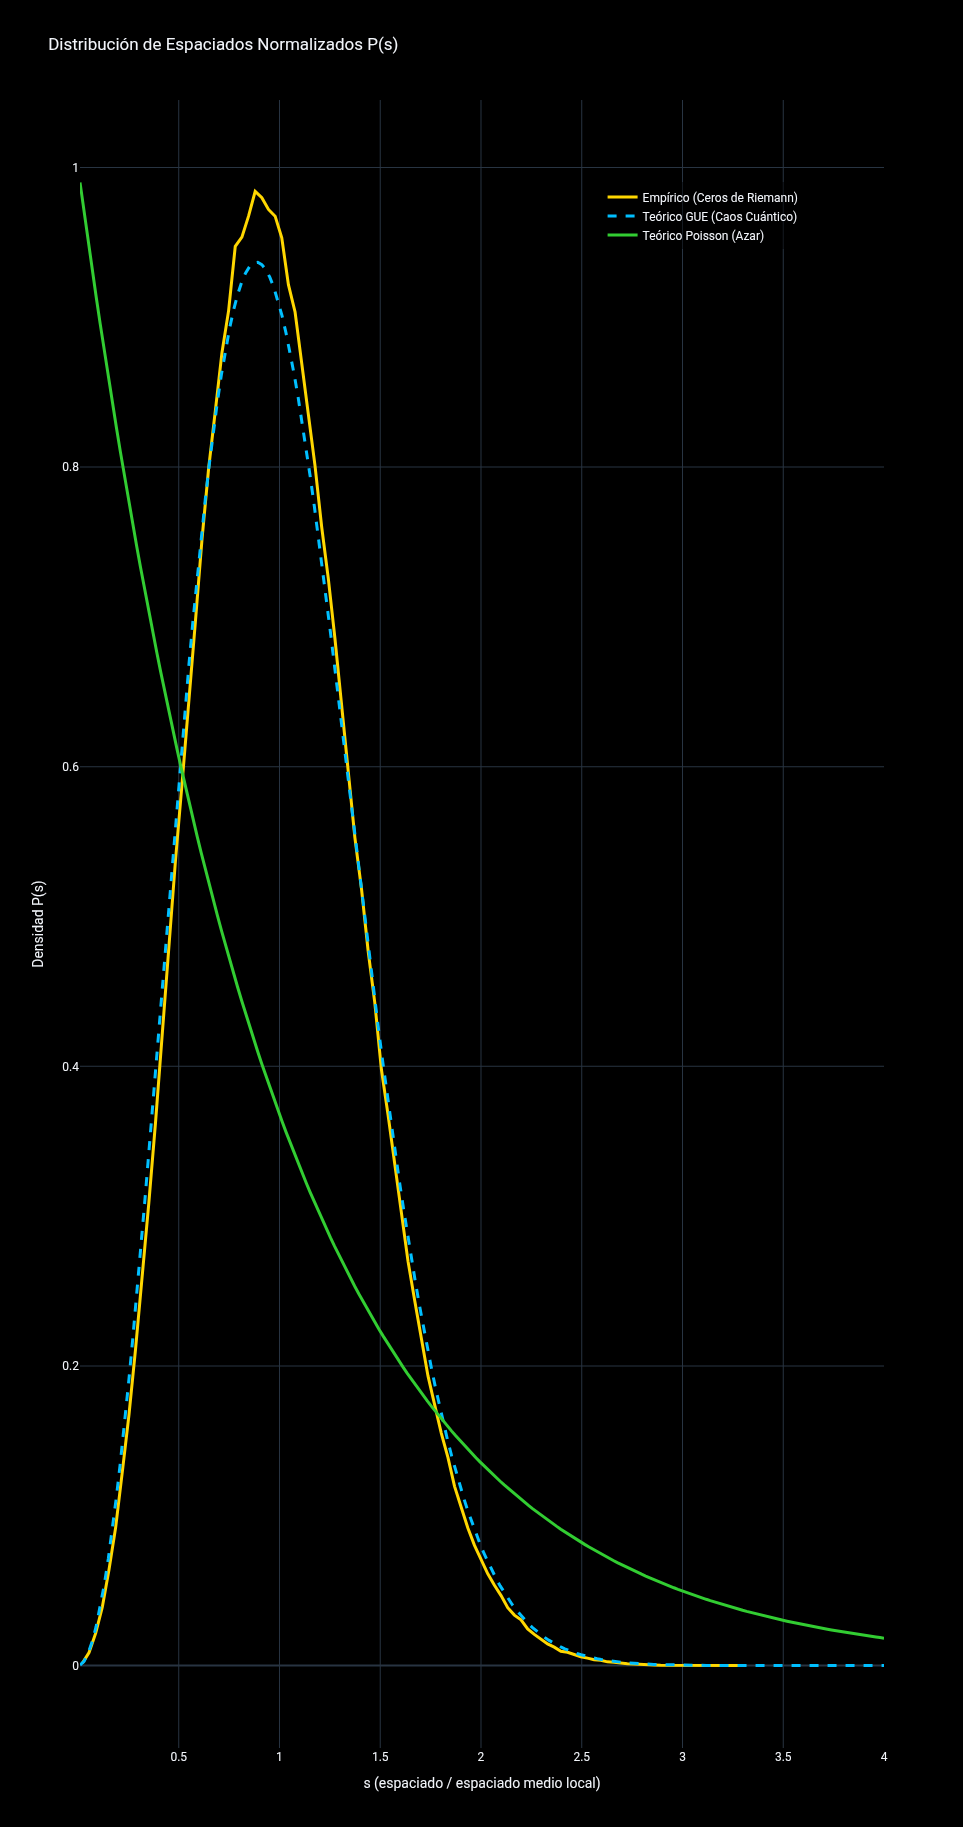 Distribución de Espaciados Normalizados P(s)
Empírico (Ceros de Riemann)
Teórico GUE (Caos Cuántico)
Teórico Poisson (Azar)
1
0.8
0.6
0.4
0.2
0
Densidad P(s)
0.5 1 1.5 2 2.5 3 3.5 4
s (espaciado / espaciado medio local)